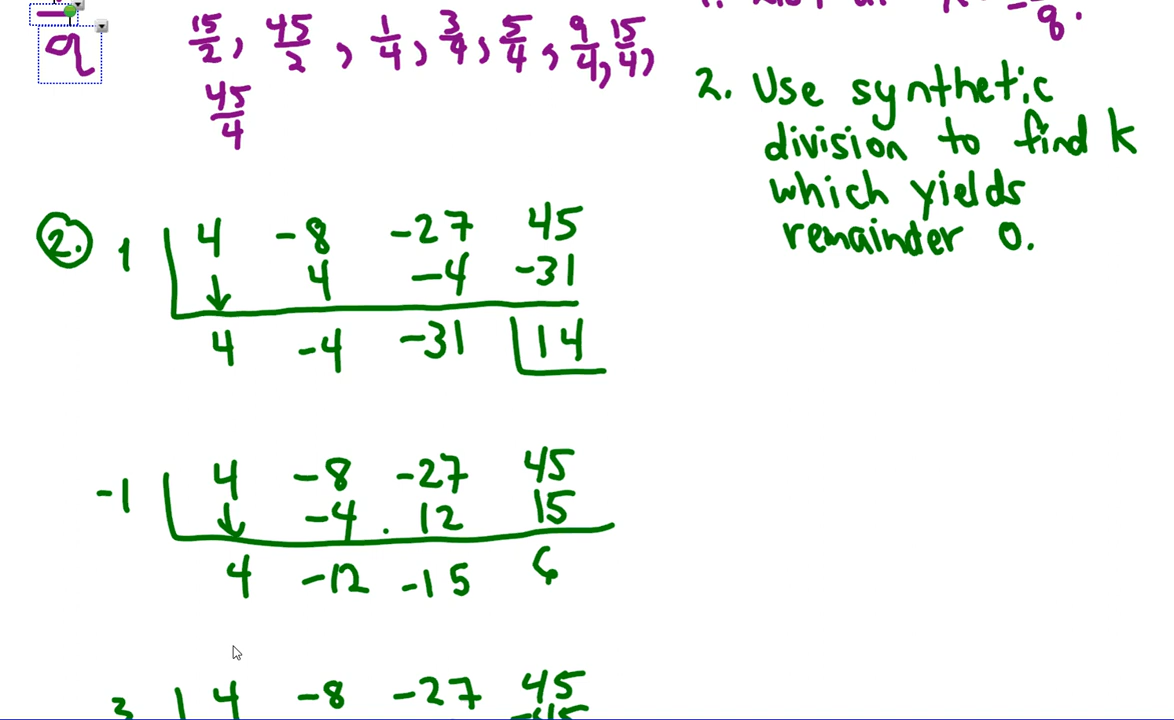 q
15/2, 45/2, 1/4, 3/4, 5/4, 9/4, 15/4,
45/4
q.
2. Use synthetic
division to find k
which yields
remainder 0.
2. 1 4 -8 -27 45
4 -4 -31
4 -4 -31 14
-1 4 -8 -27 45
-4 . 12 15
4 -12 -15 6
3 4 -8 -27 45